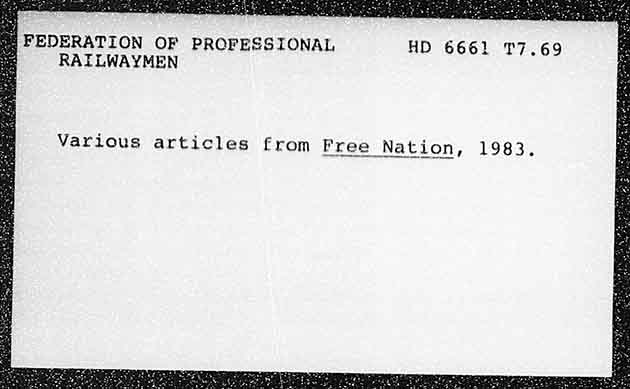 FEDERATION OF PROFESSIONAL HD 6661 T7.69
RAILWAYMEN
Various articles from Free Nation, 1983.